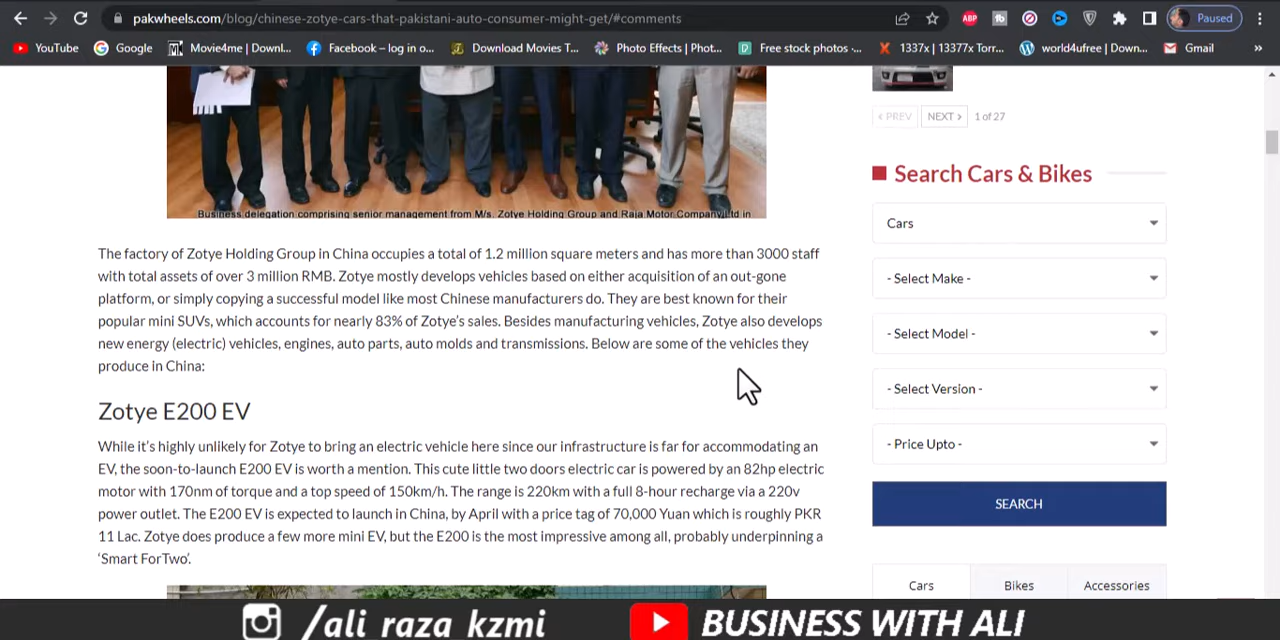 pakwheels.com/blog/chinese-zotye-cars-that-pakistani-auto-consumer-might-get/#comments
ABP
Paused
YouTube
Google
Movie4me | Downl...
Facebook – log in o...
Download Movies T...
Photo Effects | Phot...
Free stock photos -...
1337x | 13377x Torr...
world4ufree | Down...
Gmail
»
Business delegation comprising senior management from M/s. Zotye Holding Group and Raja Motor Company Ltd in
The factory of Zotye Holding Group in China occupies a total of 1.2 million square meters and has more than 3000 staff
with total assets of over 3 million RMB. Zotye mostly develops vehicles based on either acquisition of an out-gone
platform, or simply copying a successful model like most Chinese manufacturers do. They are best known for their
popular mini SUVs, which accounts for nearly 83% of Zotye's sales. Besides manufacturing vehicles, Zotye also develops
new energy (electric) vehicles, engines, auto parts, auto molds and transmissions. Below are some of the vehicles they
produce in China:
Zotye E200 EV
While it's highly unlikely for Zotye to bring an electric vehicle here since our infrastructure is far for accommodating an
EV, the soon-to-launch E200 EV is worth a mention. This cute little two doors electric car is powered by an 82hp electric
motor with 170nm of torque and a top speed of 150km/h. The range is 220km with a full 8-hour recharge via a 220v
power outlet. The E200 EV is expected to launch in China, by April with a price tag of 70,000 Yuan which is roughly PKR
11 Lac. Zotye does produce a few more mini EV, but the E200 is the most impressive among all, probably underpinning a
'Smart ForTwo'.
‹ PREV
NEXT ›
1 of 27
Search Cars & Bikes
Cars
- Select Make -
- Select Model -
- Select Version -
- Price Upto -
SEARCH
Cars
Bikes
Accessories
/ali raza kzmi
BUSINESS WITH ALI